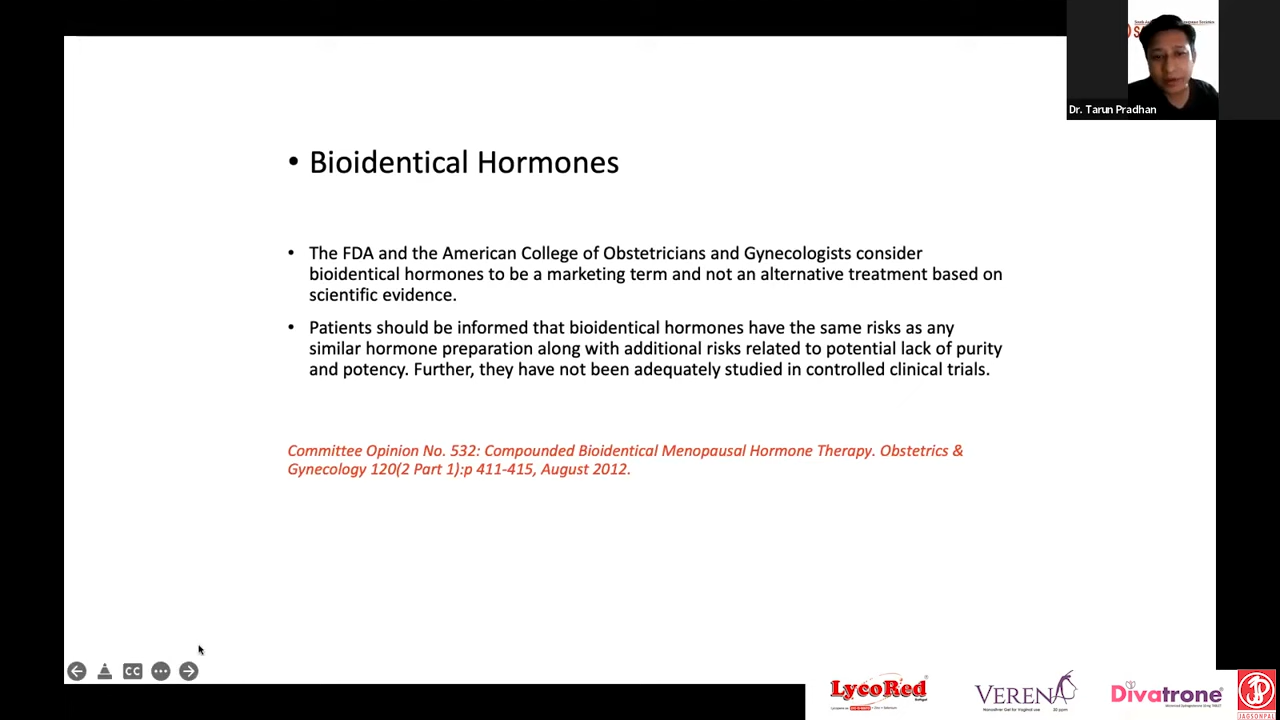 Dr. Tarun Pradhan
• Bioidentical Hormones
• The FDA and the American College of Obstetricians and Gynecologists consider
bioidentical hormones to be a marketing term and not an alternative treatment based on
scientific evidence.
• Patients should be informed that bioidentical hormones have the same risks as any
similar hormone preparation along with additional risks related to potential lack of purity
and potency. Further, they have not been adequately studied in controlled clinical trials.
Committee Opinion No. 532: Compounded Bioidentical Menopausal Hormone Therapy. Obstetrics &
Gynecology 120(2 Part 1):p 411-415, August 2012.
CC
LycoRed
VERENA
Divatrone
JAGSONPAL